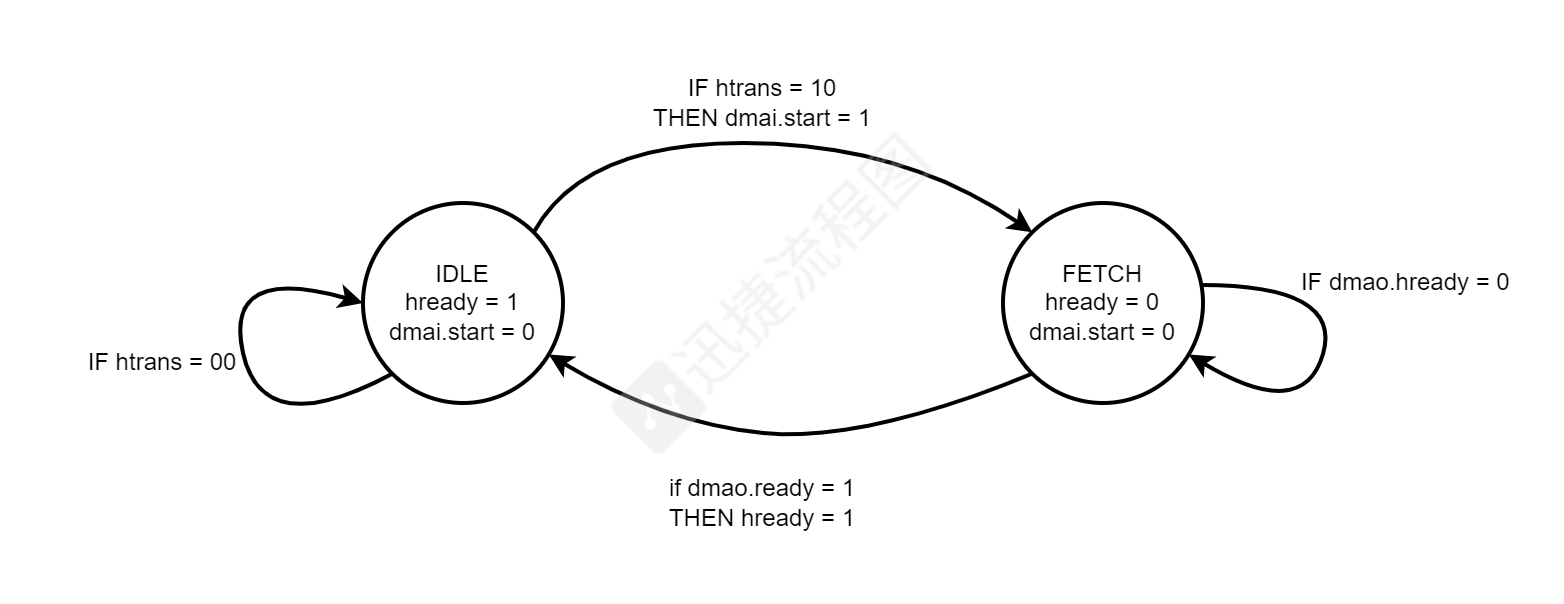 IF htrans = 10
THEN dmai.start = 1
IDLE
hready = 1
dmai.start = 0
FETCH
hready = 0
dmai.start = 0
IF dmao.hready = 0
IF htrans = 00
if dmao.ready = 1
THEN hready = 1
迅捷流程图